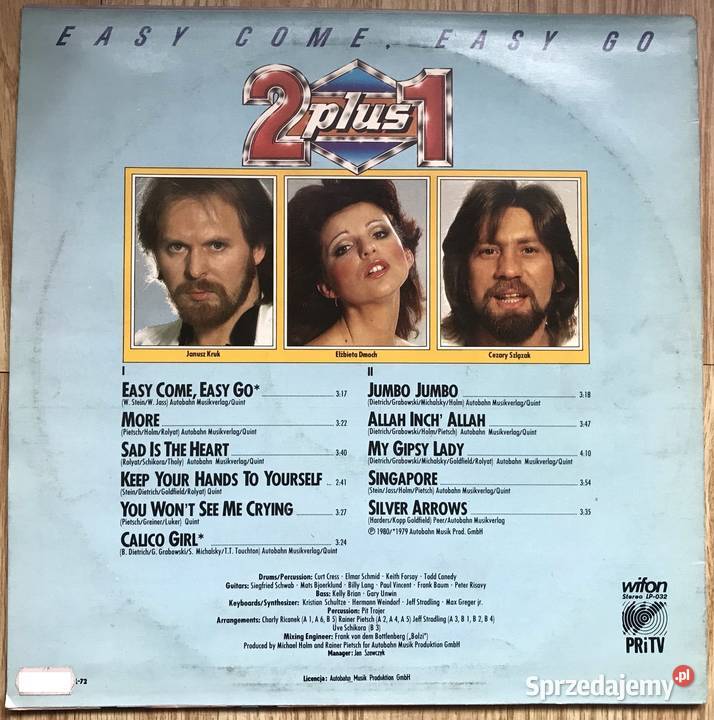 EASY COME, EASY GO
2 plus 1
Janusz Kruk
Elżbieta Dmoch
Cezary Szlązak
I
EASY COME, EASY GO* 3:17
(W. Stein/W. Jass) Autobahn Musikverlag/Quint
MORE 3:22
(Pietsch/Holm/Rolyat) Autobahn Musikverlag/Quint
SAD IS THE HEART 3:40
(Rolyat/Schikora/Tholy) Autobahn Musikverlag/Quint
KEEP YOUR HANDS TO YOURSELF 2:41
(Stein/Dietrich/Goldfield/Rolyat) Quint
YOU WON'T SEE ME CRYING 3:27
(Pietsch/Greiner/Luker) Quint
CALICO GIRL* 3:24
(B. Dietrich/G. Grabowski/S. Michalsky/T.T. Touchton) Autobahn Musikverlag/Quint
II
JUMBO JUMBO 3:18
(Dietrich/Grabowski/Michalsky/Holm) Autobahn Musikverlag/Quint
ALLAH INCH' ALLAH 3:47
(Dietrich/Grabowski/Holm/Pietsch) Autobahn Musikverlag/Quint
MY GIPSY LADY 4.10
(Dietrich/Grabowski/Michalsky/Goldfield/Rolyat) Autobahn Musikverlag/Quint
SINGAPORE 3:54
(Stein/Jass/Holm/Pietsch) Autobahn Musikverlag/Quint
SILVER ARROWS 3:35
(Harders/Kopp Goldfield) Peer/Autobahn Musikverlag
Ⓟ 1980/*1979 Autobahn Musik Prod. GmbH
Drums/Percussion: Curt Cress · Elmar Schmid · Keith Forsay · Todd Canedy
Guitars: Siegfried Schwab · Mats Bjoerklund · Billy Lang · Paul Vincent · Frank Baum · Peter Risavy
Bass: Kelly Brian · Gary Unwin
Keyboards/Synthesizer: Kristian Schultze · Hermann Weindorf · Jeff Stradling · Max Greger jr.
Percussion: Pit Trojer
Arrangements: Charly Ricanek (A 1, A 6, B 5) Rainer Pietsch (A 2, A 4, A 5) Jeff Stradling (A 3, B 1, B 2, B 4)
Uve Schikora (B 3)
Mixing Engineer: Frank von dem Bottlenberg („Bolzi")
Produced by Michael Holm and Rainer Pietsch for Autobahn Musik Produktion GmbH
Manager: Jan Szewczyk
Licencja: Autobahn Musik Produktion GmbH
wifon
Stereo LP-032
PRiTV
-72
Sprzedajemy.pl